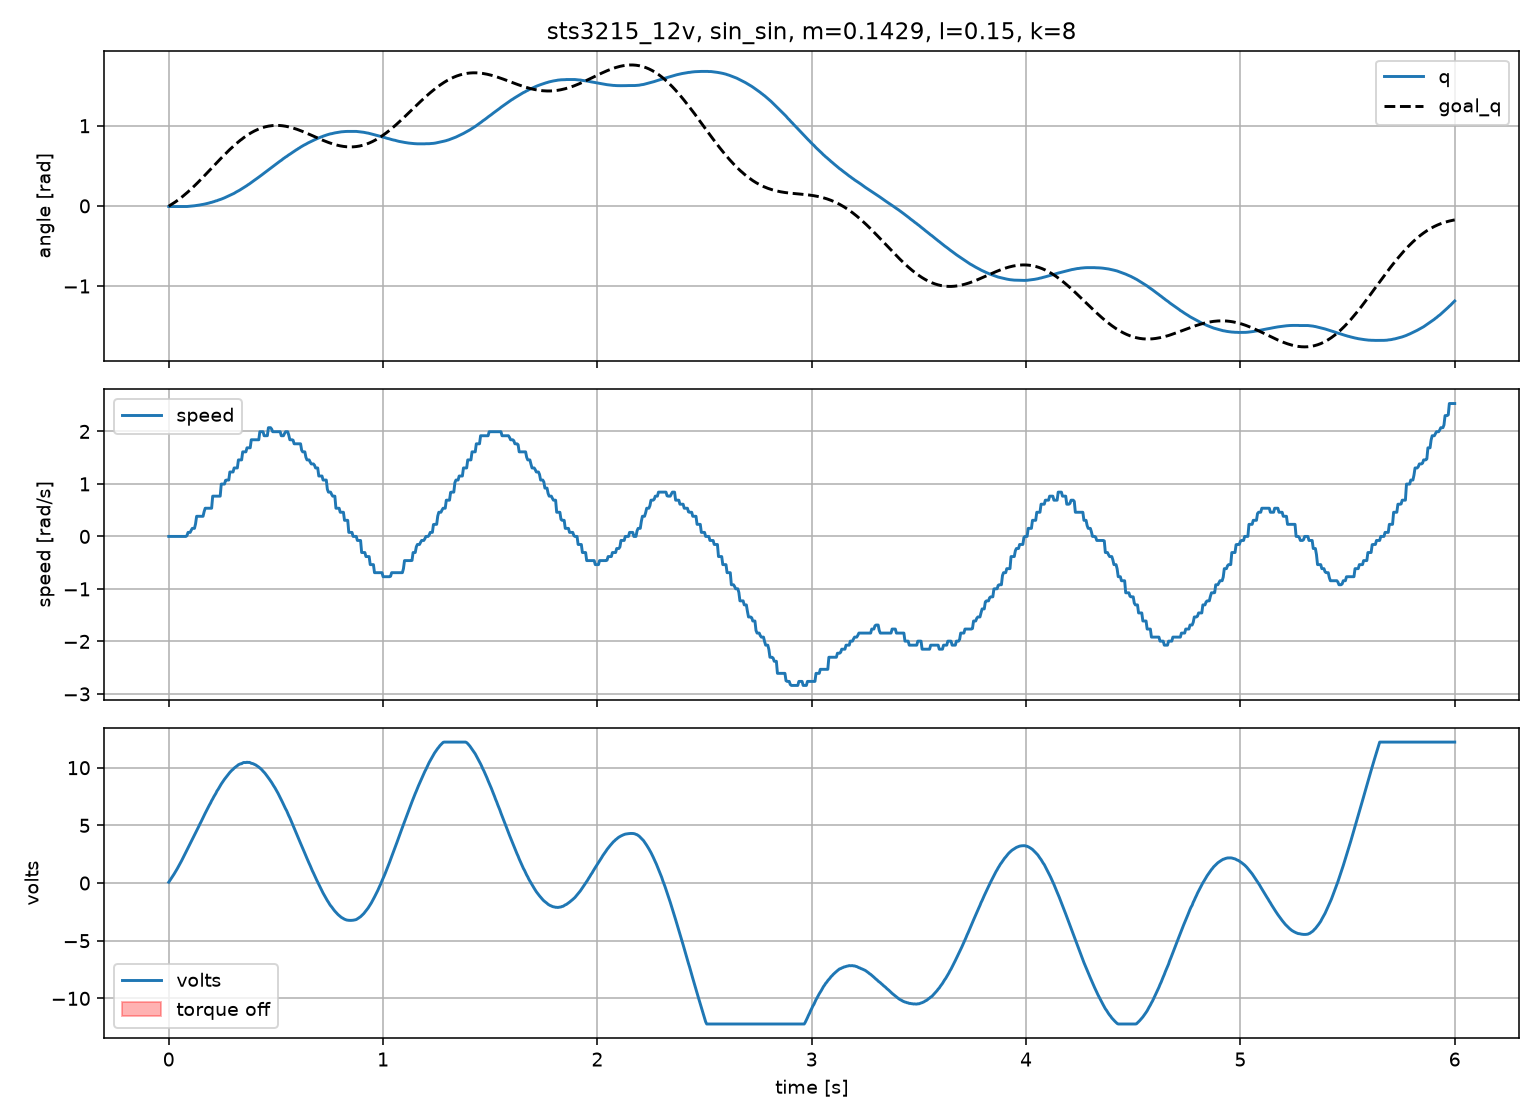 sts3215_12v, sin_sin, m=0.1429, l=0.15, k=8
q
goal_q
1
0
−1
angle [rad]
speed
2
1
0
−1
−2
−3
speed [rad/s]
10
5
0
−5
−10
volts
volts
torque off
0 1 2 3 4 5 6
time [s]